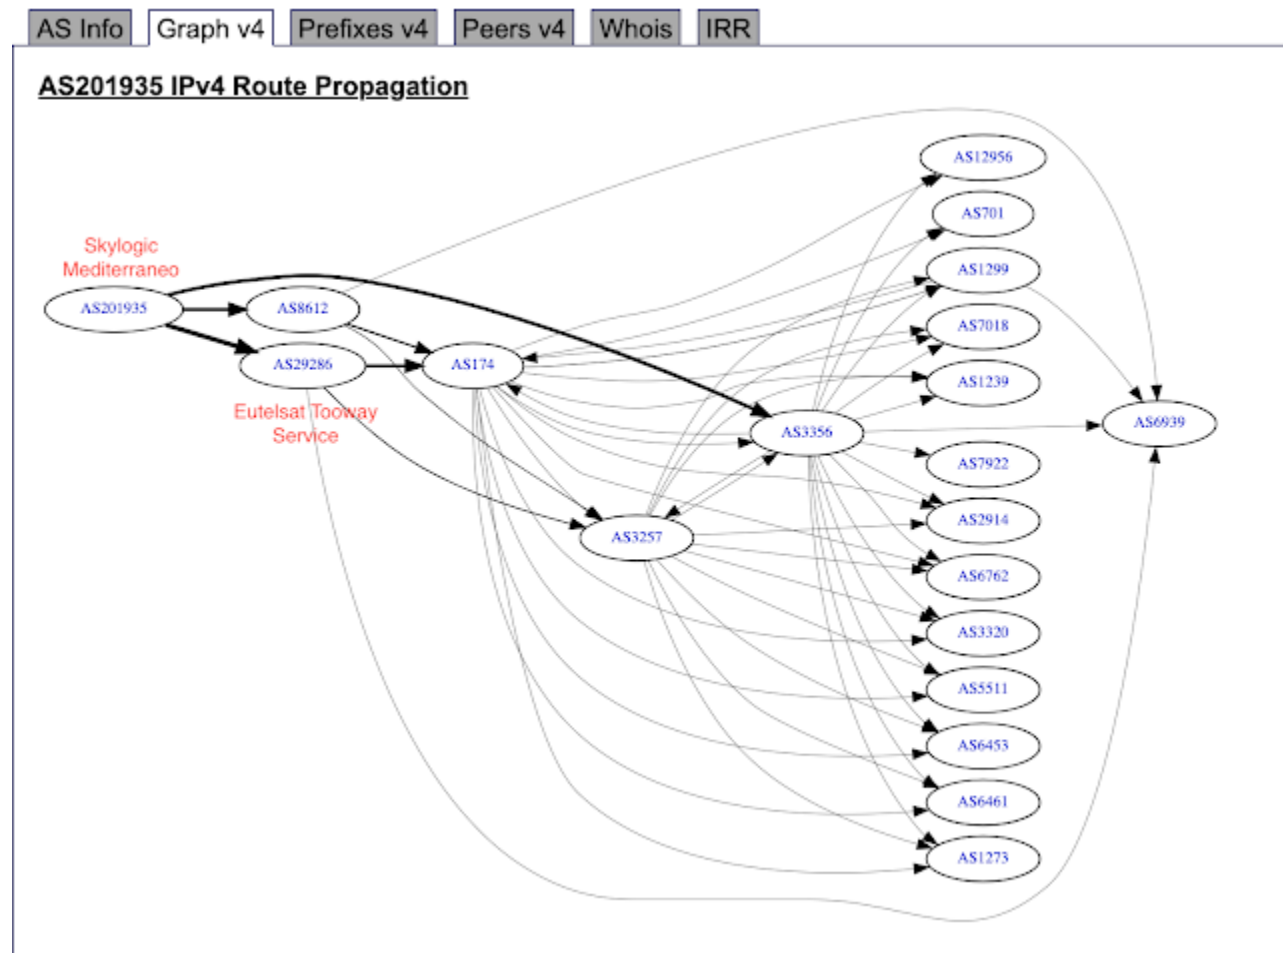 AS Info Graph v4 Prefixes v4 Peers v4 Whois IRR
AS201935 IPv4 Route Propagation
AS12956
AS701
Skylogic
Mediterraneo
AS1299
AS201935
AS8612
AS7018
AS29286
AS174
AS1239
Eutelsat Tooway
Service
AS3356
AS6939
AS7922
AS2914
AS3257
AS6762
AS3320
AS5511
AS6453
AS6461
AS1273